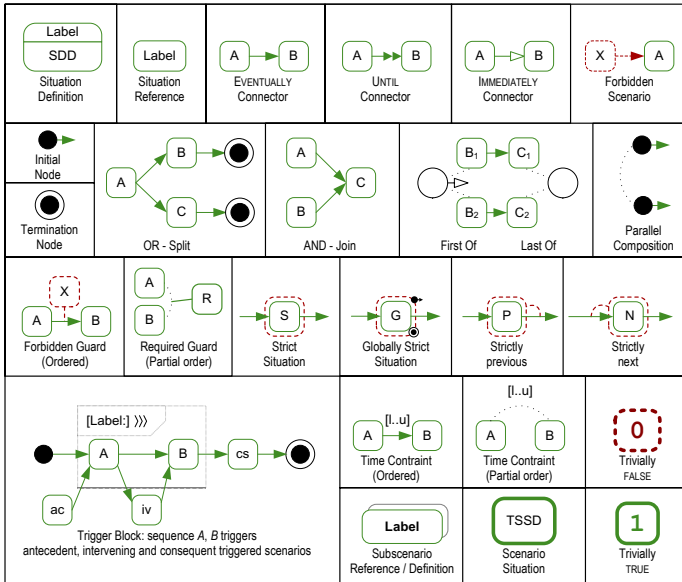 Label
SDD
Situation
Definition
Label
Situation
Reference
A
B
EVENTUALLY
Connector
A
B
UNTIL
Connector
A
B
IMMEDIATELY
Connector
X
A
Forbidden
Scenario
Initial
Node
Termination
Node
A
B
C
OR - Split
A
B
C
AND - Join
B1
C1
B2
C2
First Of
Last Of
Parallel
Composition
X
A
B
Forbidden Guard
(Ordered)
A
B
R
Required Guard
(Partial order)
S
Strict
Situation
G
Globally Strict
Situation
P
Strictly
previous
N
Strictly
next
[Label:] ⟩⟩⟩
A
B
cs
ac
iv
Trigger Block: sequence A, B triggers
antecedent, intervening and consequent triggered scenarios
[l..u]
A
B
Time Contraint
(Ordered)
[l..u]
A
B
Time Contraint
(Partial order)
0
Trivially
FALSE
Label
Subscenario
Reference / Definition
TSSD
Scenario
Situation
1
Trivially
TRUE